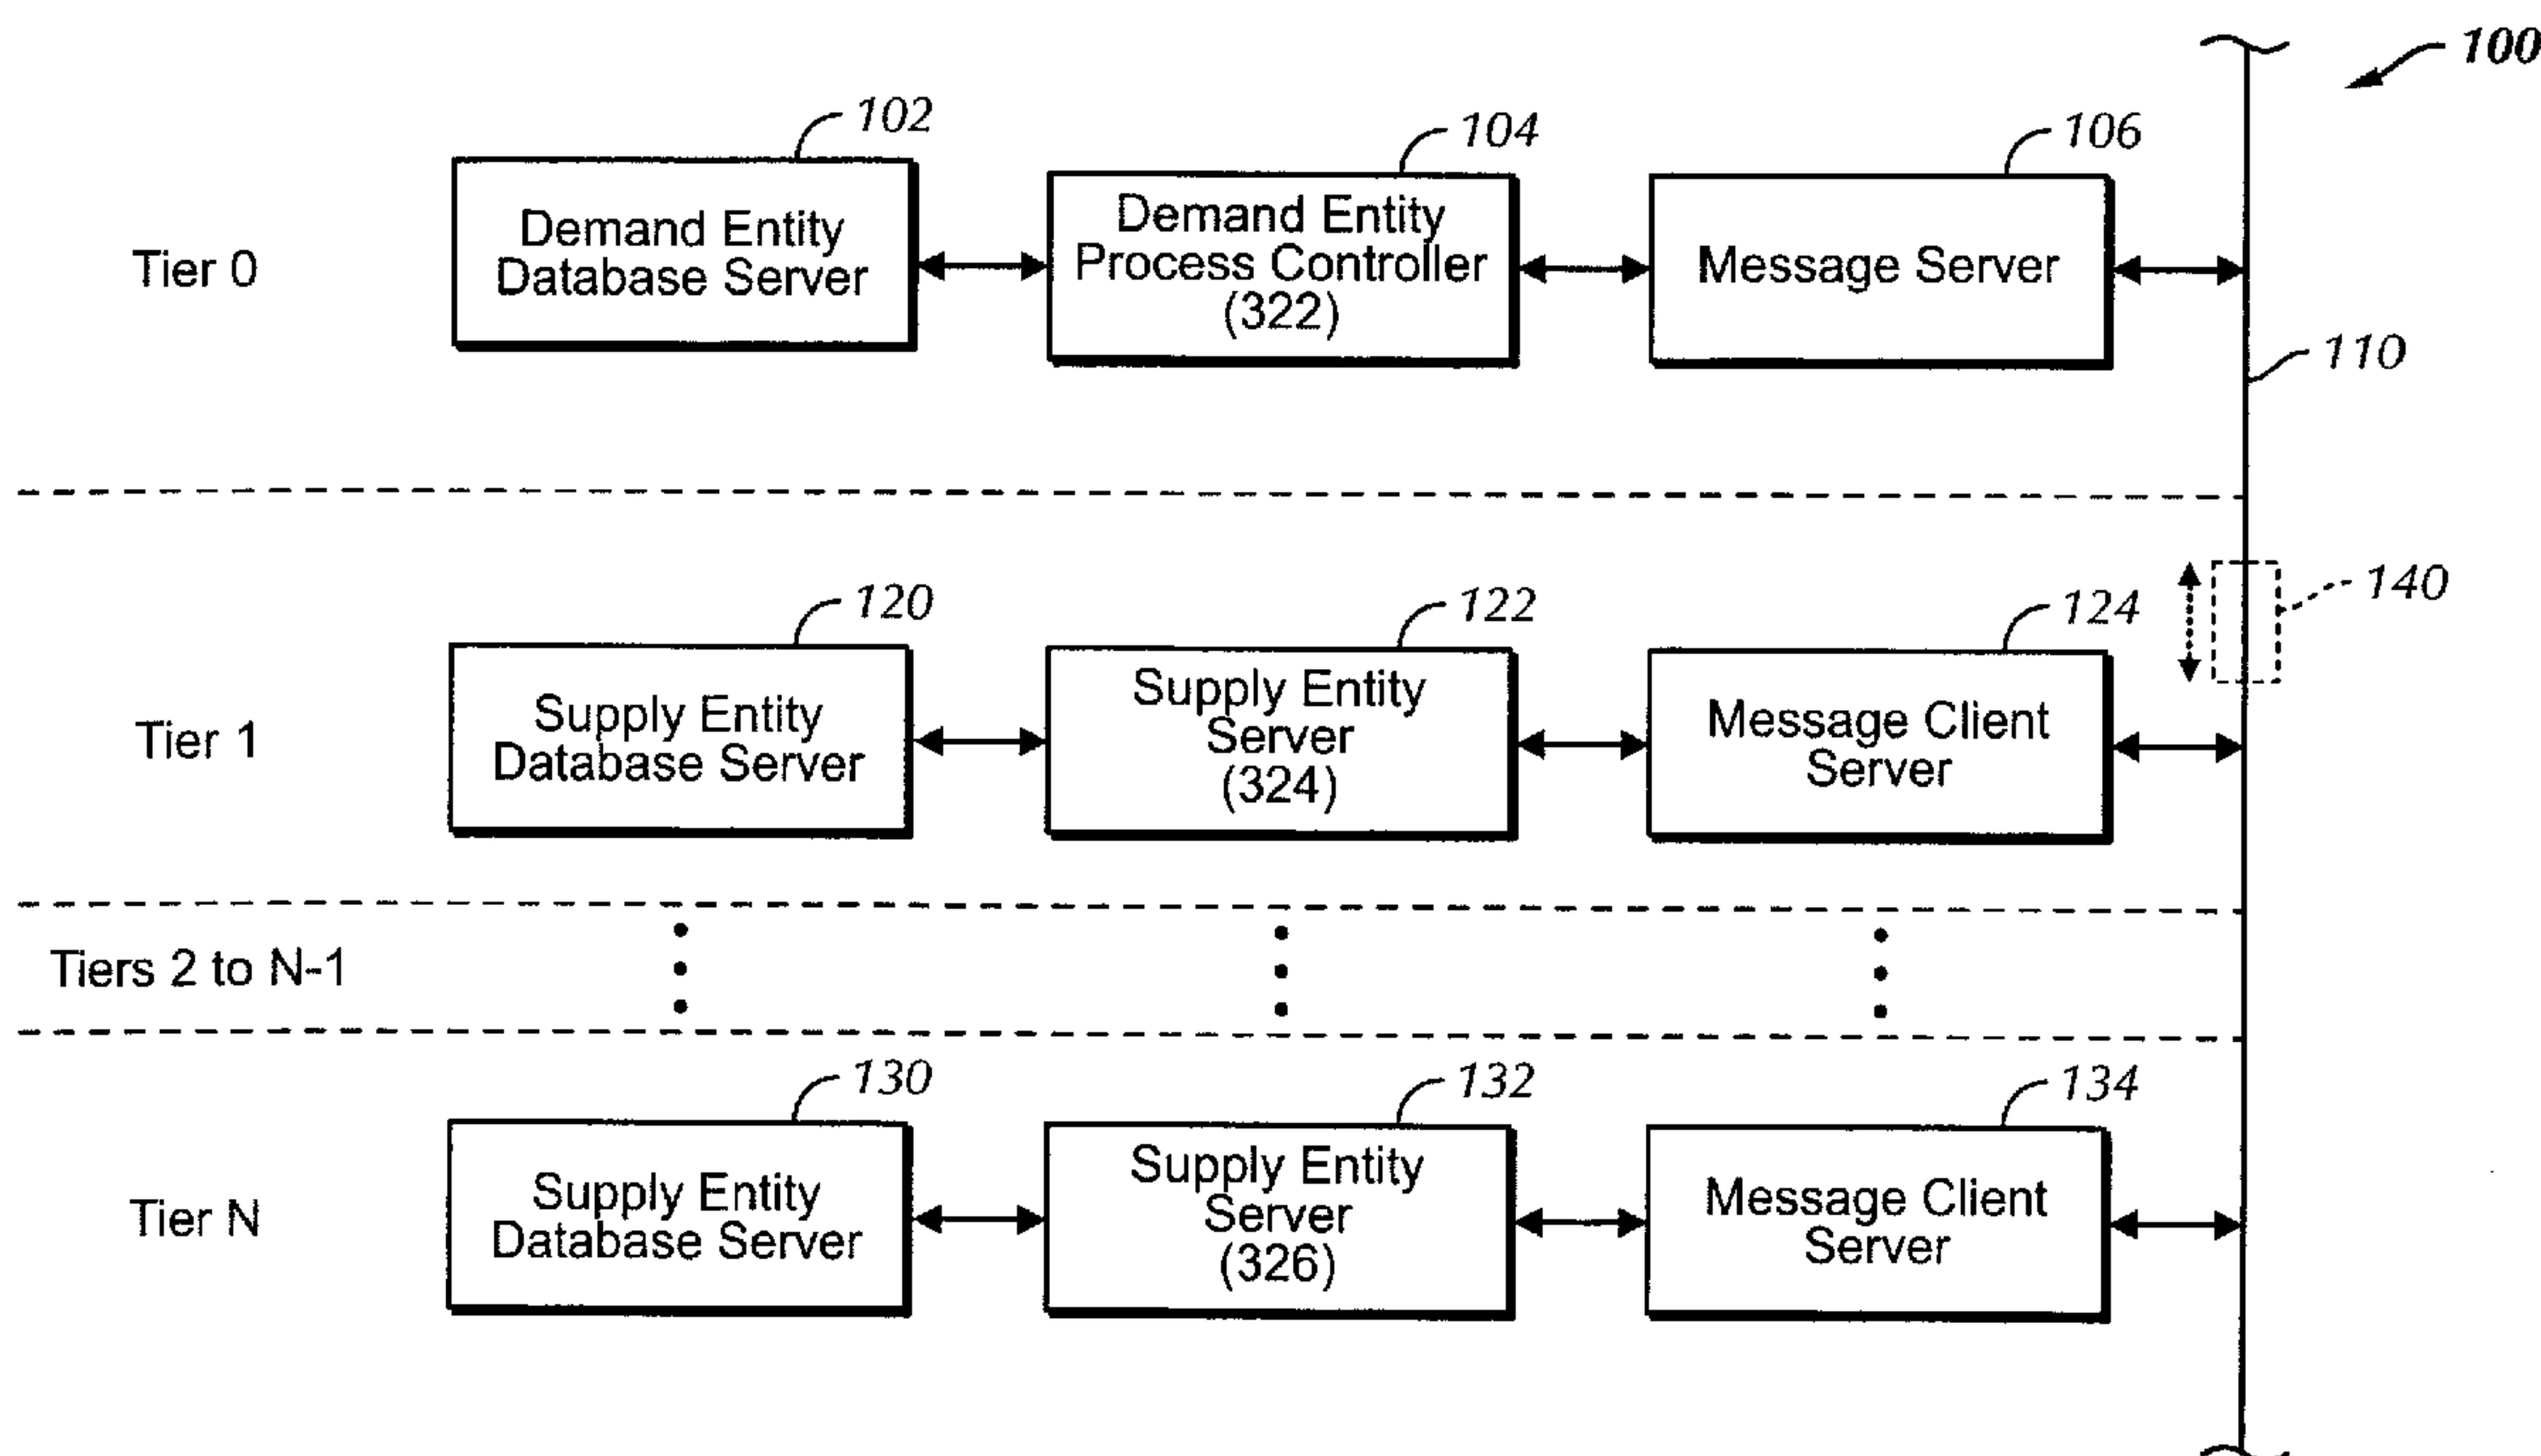 100
102
104
106
Tier 0
Demand Entity
Database Server
Demand Entity
Process Controller
(322)
Message Server
110
140
120
122
124
Tier 1
Supply Entity
Database Server
Supply Entity
Server
(324)
Message Client
Server
Tiers 2 to N-1
130
132
134
Tier N
Supply Entity
Database Server
Supply Entity
Server
(326)
Message Client
Server